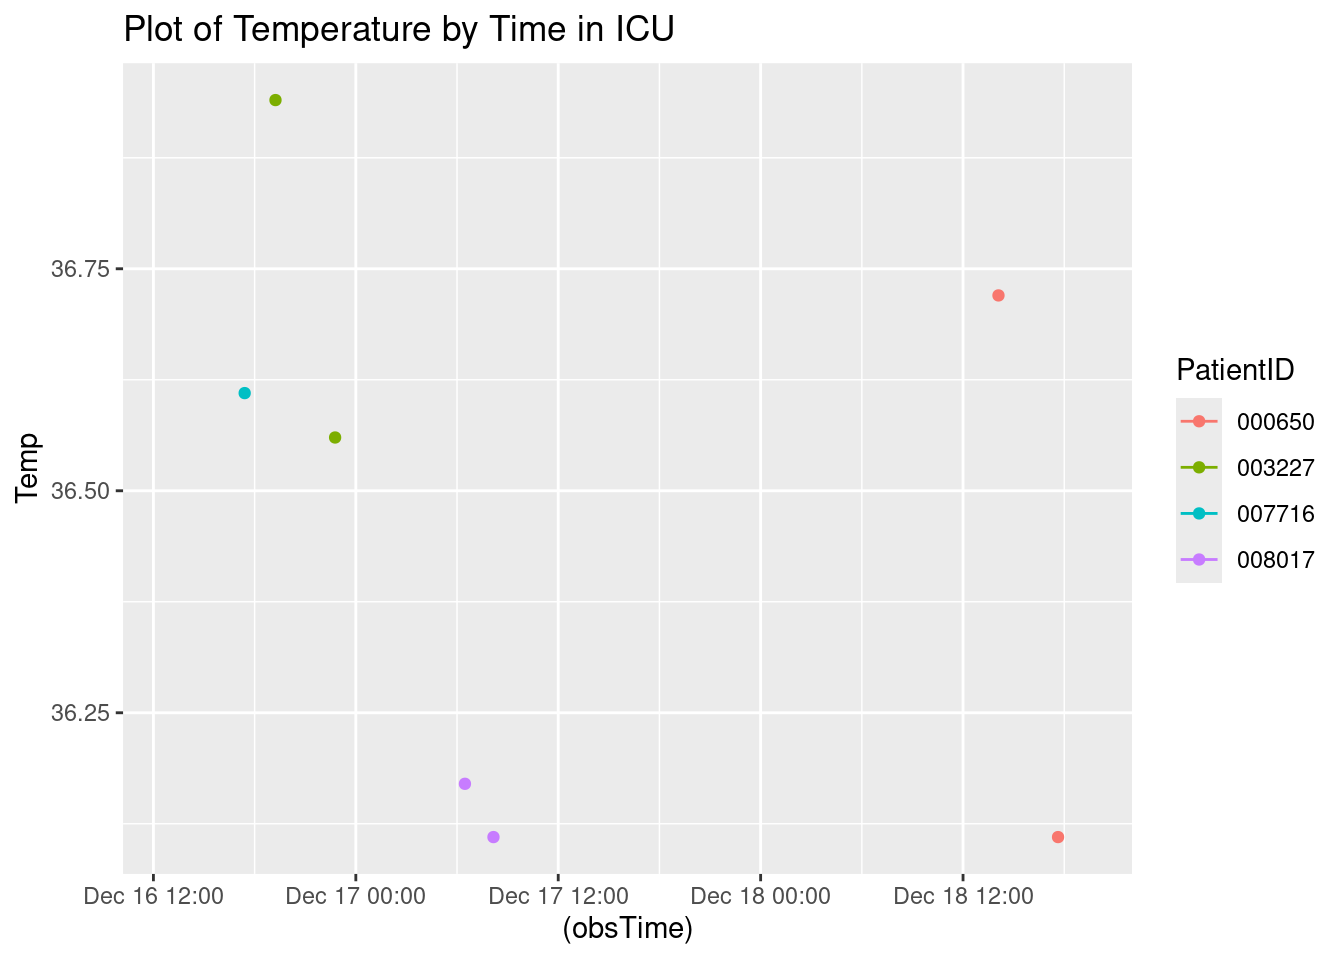 Plot of Temperature by Time in ICU
Temp
36.75
36.50
36.25
Dec 16 12:00 Dec 17 00:00 Dec 17 12:00 Dec 18 00:00 Dec 18 12:00
(obsTime)
PatientID
000650
003227
007716
008017